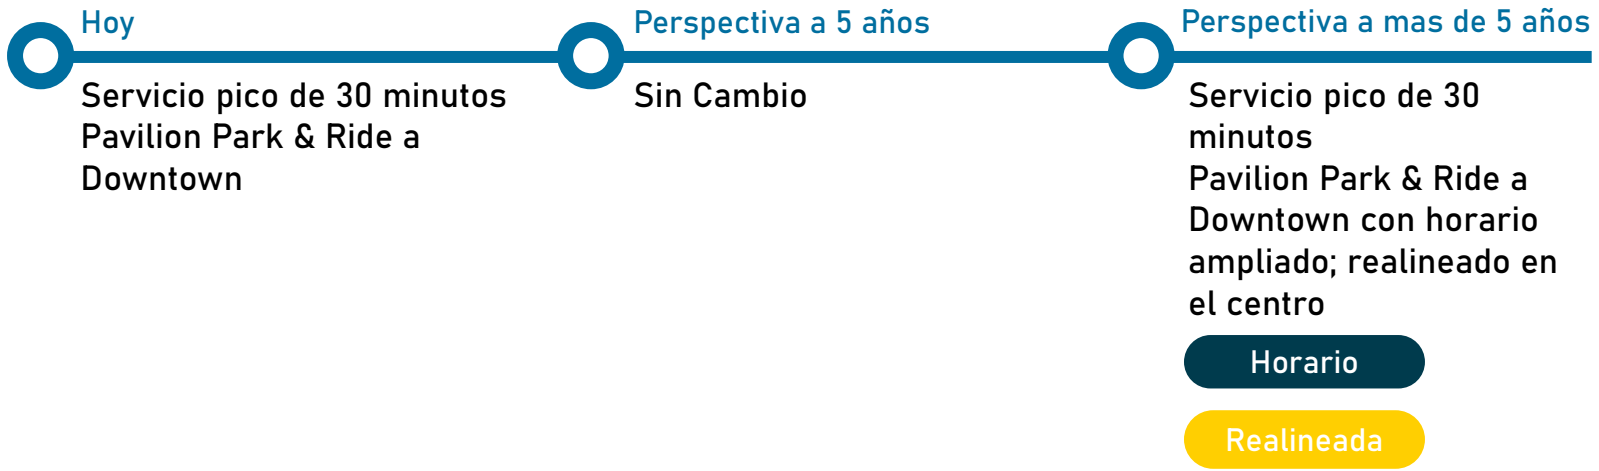 Hoy
Servicio pico de 30 minutos
Pavilion Park & Ride a
Downtown
Perspectiva a 5 años
Sin Cambio
Perspectiva a mas de 5 años
Servicio pico de 30
minutos
Pavilion Park & Ride a
Downtown con horario
ampliado; realineado en
el centro
Horario
Realineada